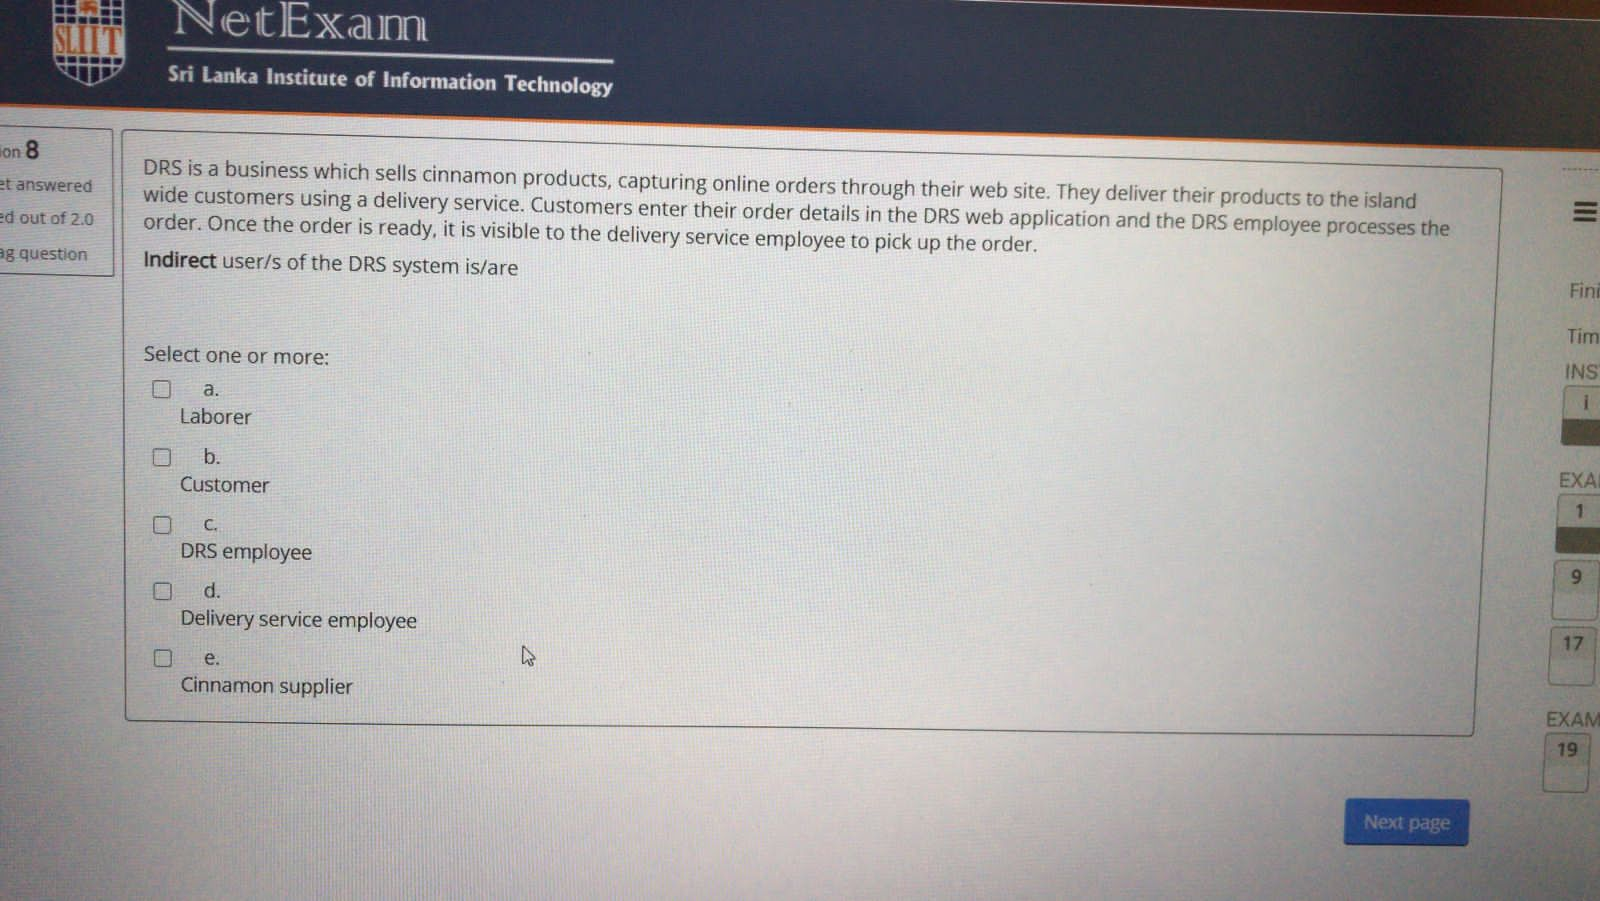 SLIIT
NetExam
Sri Lanka Institute of Information Technology
ion 8
et answered
ed out of 2.0
ag question
DRS is a business which sells cinnamon products, capturing online orders through their web site. They deliver their products to the island
wide customers using a delivery service. Customers enter their order details in the DRS web application and the DRS employee processes the
order. Once the order is ready, it is visible to the delivery service employee to pick up the order.
Indirect user/s of the DRS system is/are
Select one or more:
a.
Laborer
b.
Customer
c.
DRS employee
d.
Delivery service employee
e.
Cinnamon supplier
Next page
Fini
Tim
INS
i
EXA
1
9
17
EXAM
19